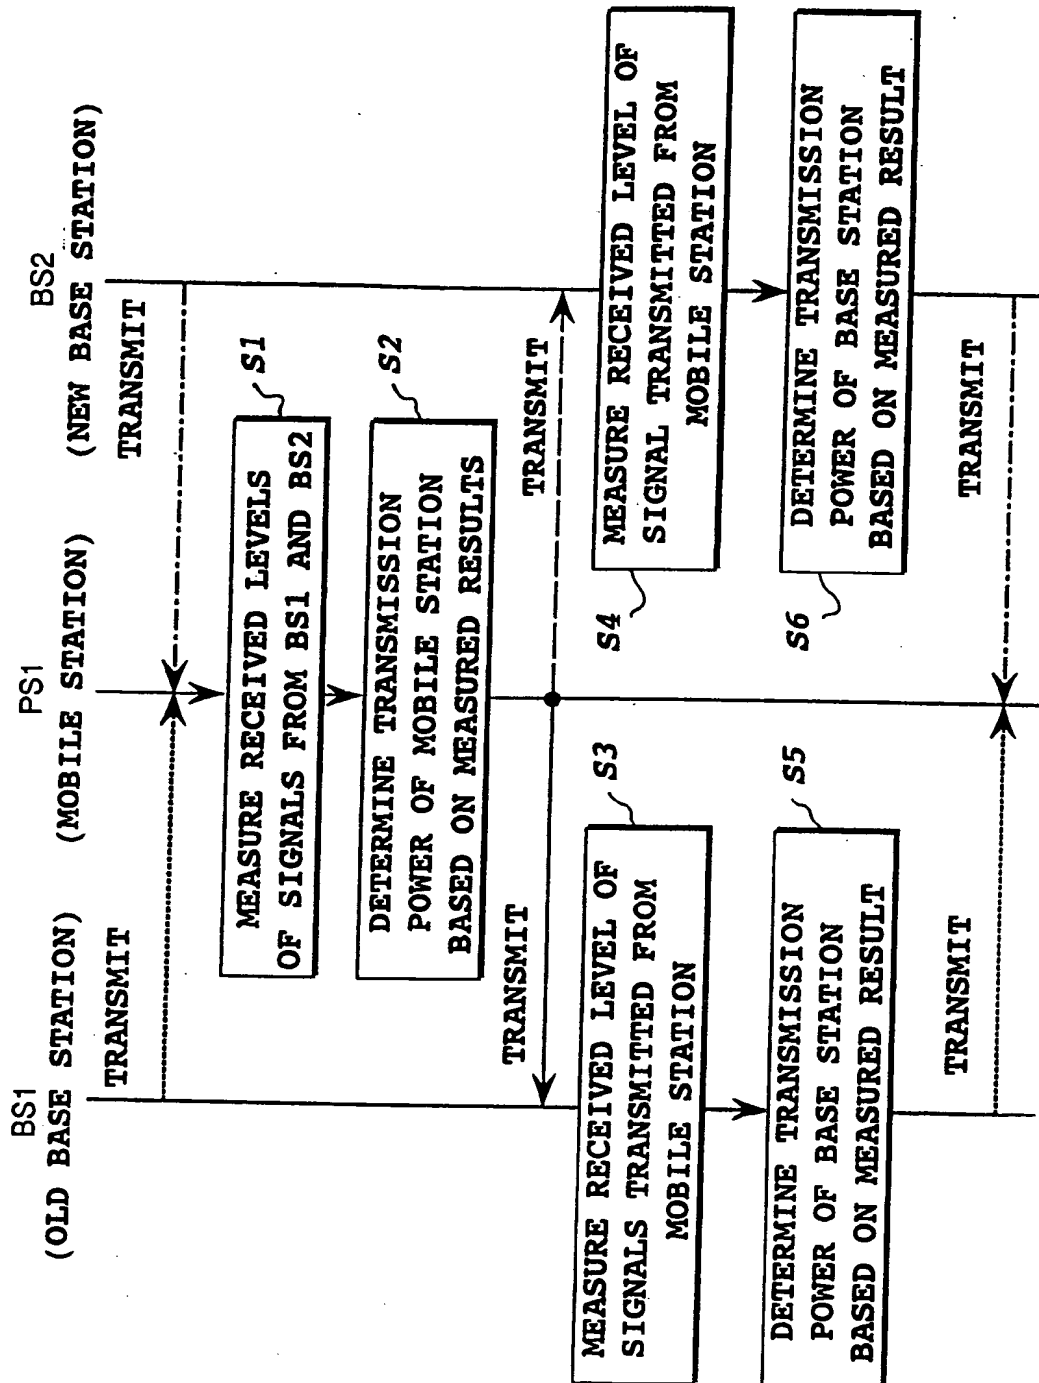 BS1
(OLD BASE STATION)
PS1
(MOBILE STATION)
BS2
(NEW BASE STATION)
TRANSMIT
TRANSMIT
MEASURE RECEIVED LEVELS
OF SIGNALS FROM BS1 AND BS2
S1
DETERMINE TRANSMISSION
POWER OF MOBILE STATION
BASED ON MEASURED RESULTS
S2
TRANSMIT
TRANSMIT
MEASURE RECEIVED LEVEL OF
SIGNALS TRANSMITTED FROM
MOBILE STATION
S3
S4
MEASURE RECEIVED LEVEL OF
SIGNAL TRANSMITTED FROM
MOBILE STATION
DETERMINE TRANSMISSION
POWER OF BASE STATION
BASED ON MEASURED RESULT
S5
S6
DETERMINE TRANSMISSION
POWER OF BASE STATION
BASED ON MEASURED RESULT
TRANSMIT
TRANSMIT